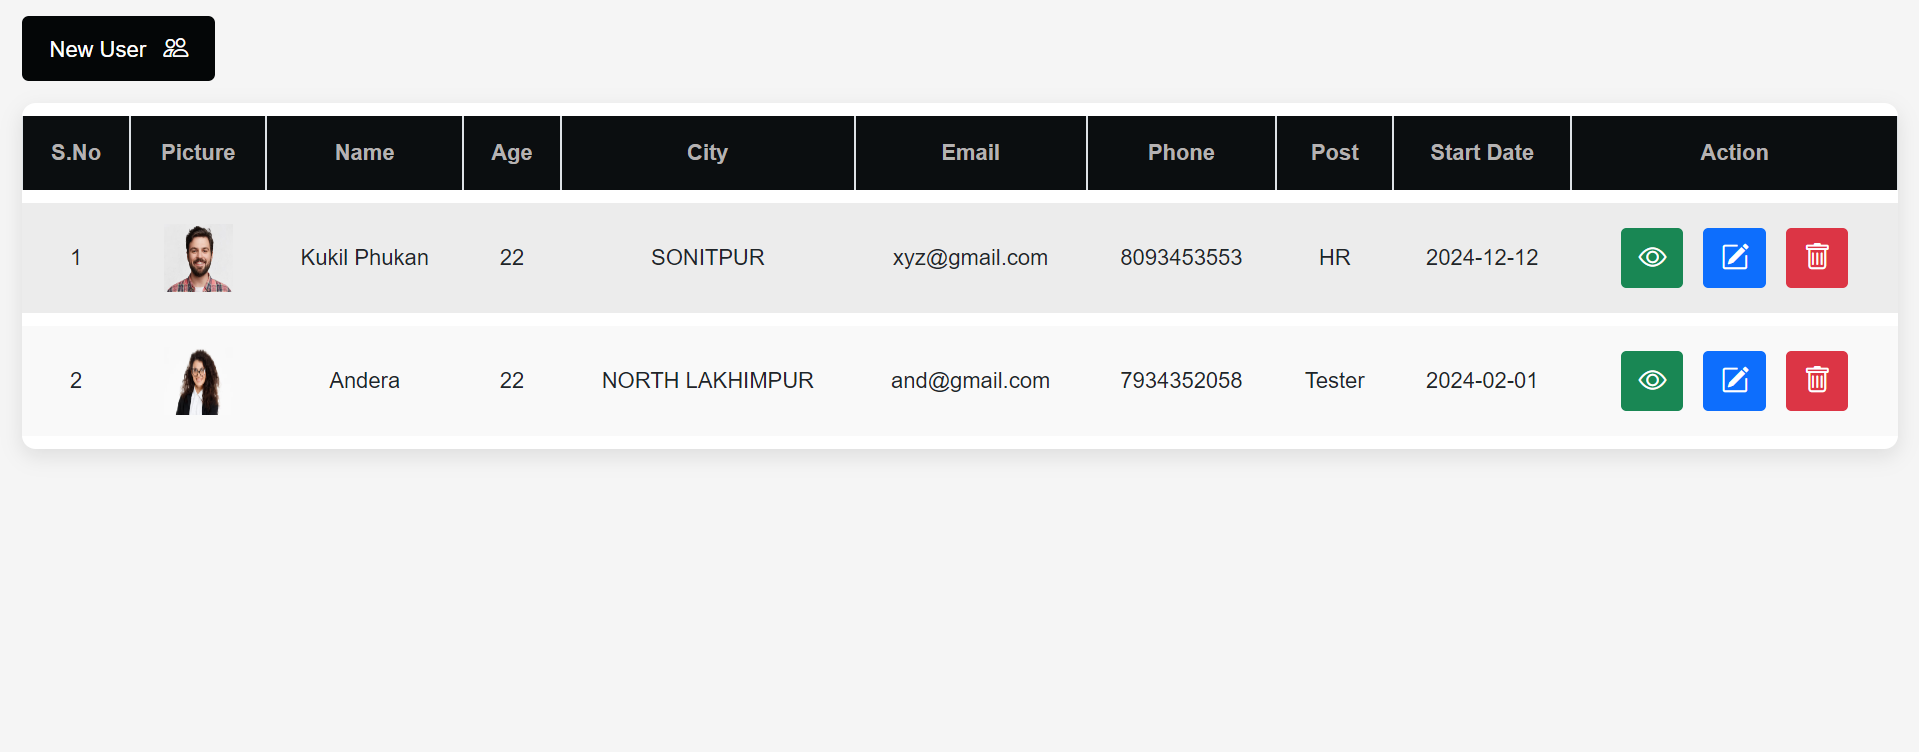 New User
S.No Picture Name Age City Email Phone Post Start Date Action
1 Kukil Phukan 22 SONITPUR xyz@gmail.com 8093453553 HR 2024-12-12
2 Andera 22 NORTH LAKHIMPUR and@gmail.com 7934352058 Tester 2024-02-01